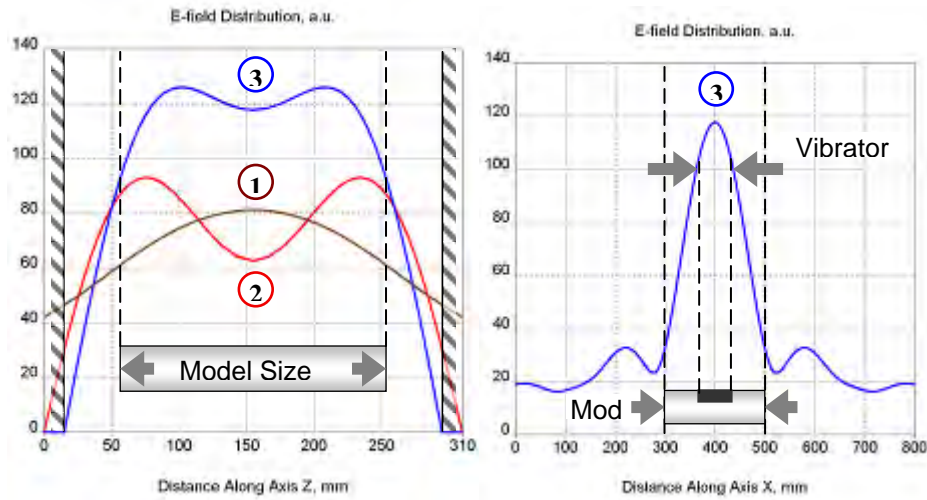 E-field Distribution, a.u.
140
120
100
80
60
40
20
0
0 50 100 150 200 250 310
Distance Along Axis Z, mm
3
1
2
Model Size
E-field Distribution, a.u.
140
120
100
80
60
40
20
0
0 100 200 300 400 500 600 700 800
Distance Along Axis X, mm
3
Vibrator
Mod